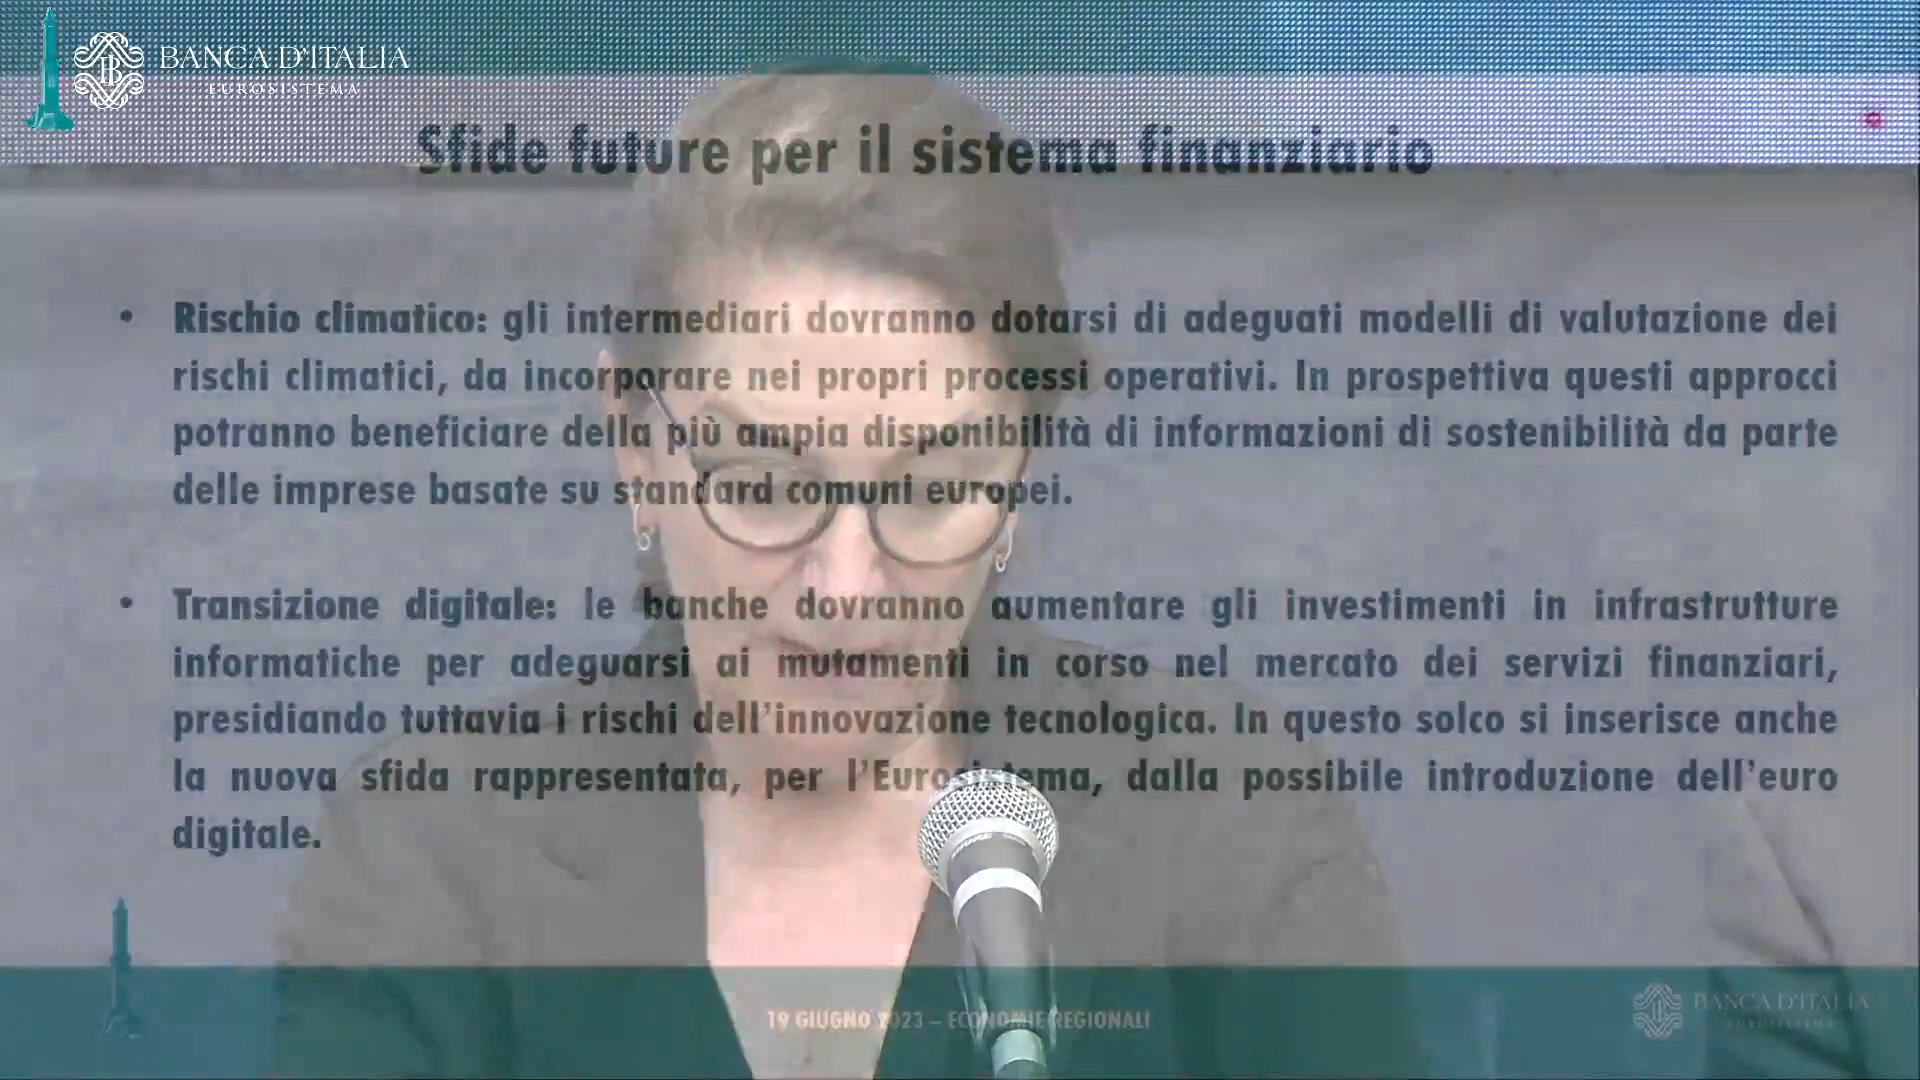 BANCA D'ITALIA
EUROSISTEMA
Sfide future per il sistema finanziario
• Rischio climatico: gli intermediari dovranno dotarsi di adeguati modelli di valutazione dei
rischi climatici, da incorporare nei propri processi operativi. In prospettiva questi approcci
potranno beneficiare della più ampia disponibilità di informazioni di sostenibilità da parte
delle imprese basate su standard comuni europei.
• Transizione digitale: le banche dovranno aumentare gli investimenti in infrastrutture
informatiche per adeguarsi ai mutamenti in corso nel mercato dei servizi finanziari,
presidiando tuttavia i rischi dell'innovazione tecnologica. In questo solco si inserisce anche
la nuova sfida rappresentata, per l'Eurosistema, dalla possibile introduzione dell'euro
digitale.
19 GIUGNO 2023 – ECONOMIE REGIONALI
BANCA D'ITALIA
EUROSISTEMA